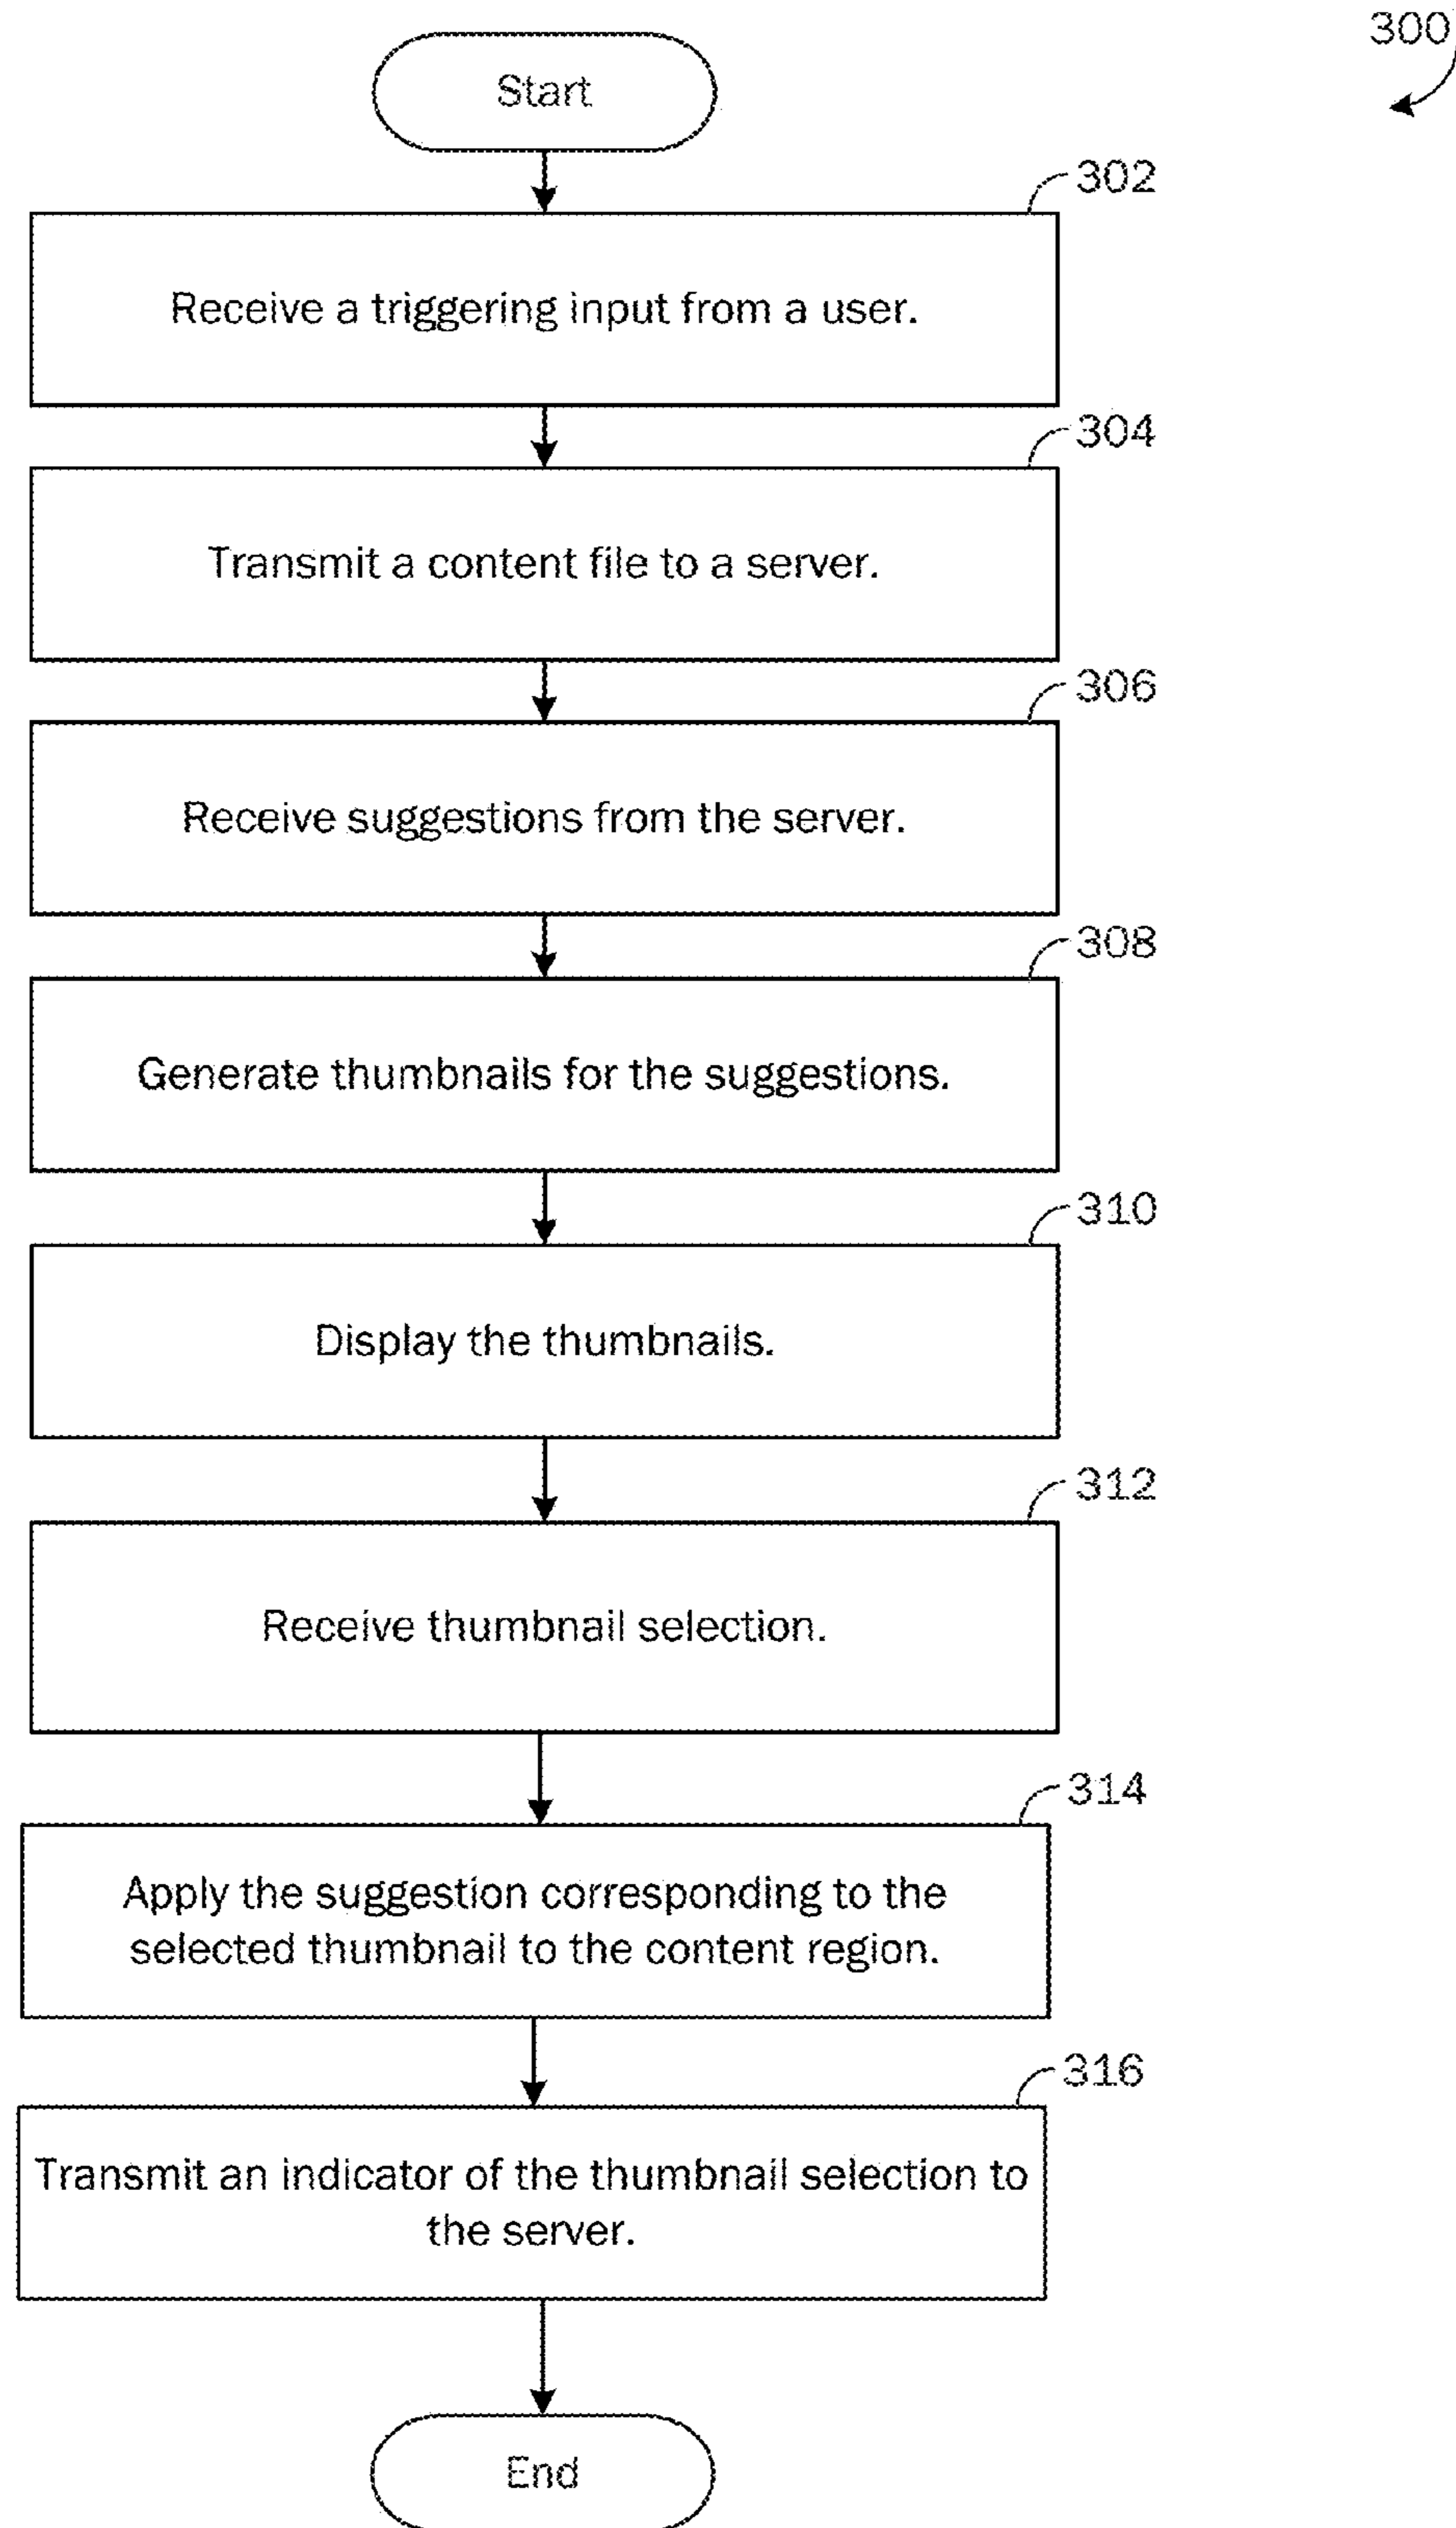 300
Start
302
Receive a triggering input from a user.
304
Transmit a content file to a server.
306
Receive suggestions from the server.
308
Generate thumbnails for the suggestions.
310
Display the thumbnails.
312
Receive thumbnail selection.
314
Apply the suggestion corresponding to the
selected thumbnail to the content region.
316
Transmit an indicator of the thumbnail selection to
the server.
End